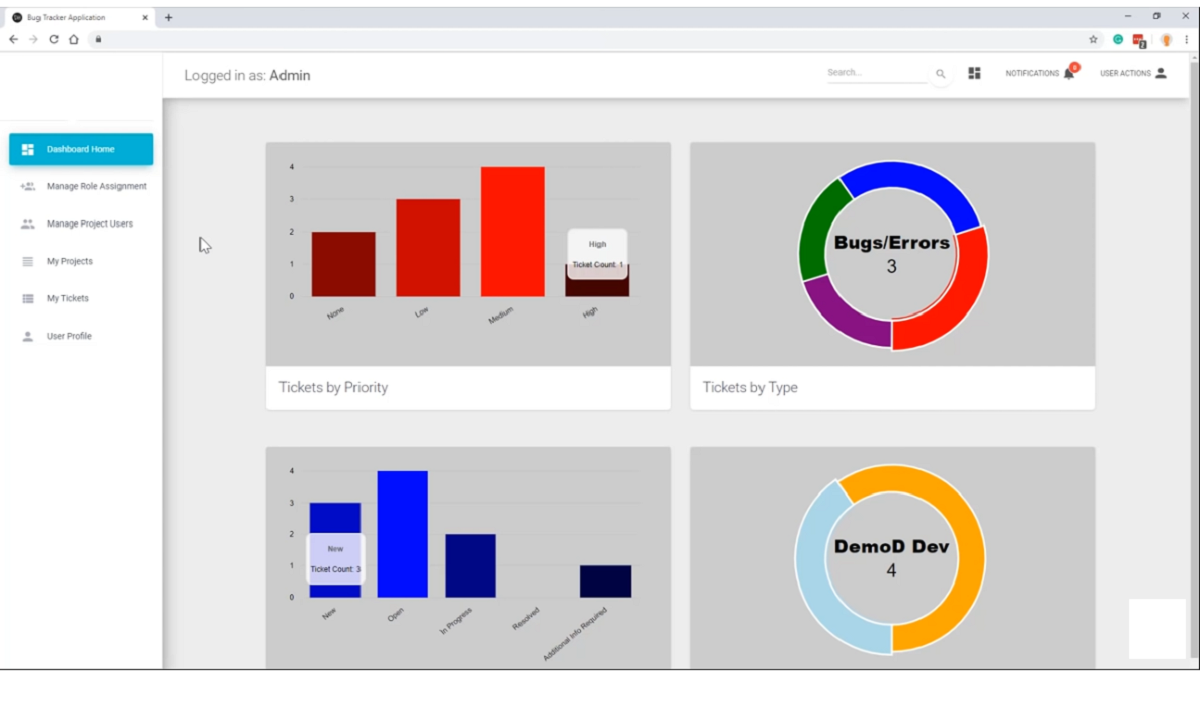 Bug Tracker Application
Logged in as: Admin
Search...
NOTIFICATIONS
USER ACTIONS
Dashboard Home
Manage Role Assignment
Manage Project Users
My Projects
My Tickets
User Profile
4
3
2
1
0
None
Low
Medium
High
High
Ticket Count: 1
Tickets by Priority
Bugs/Errors
3
Tickets by Type
4
3
2
1
0
New
Ticket Count: 3
New
Open
In Progress
Resolved
Additional Info Required
DemoD Dev
4